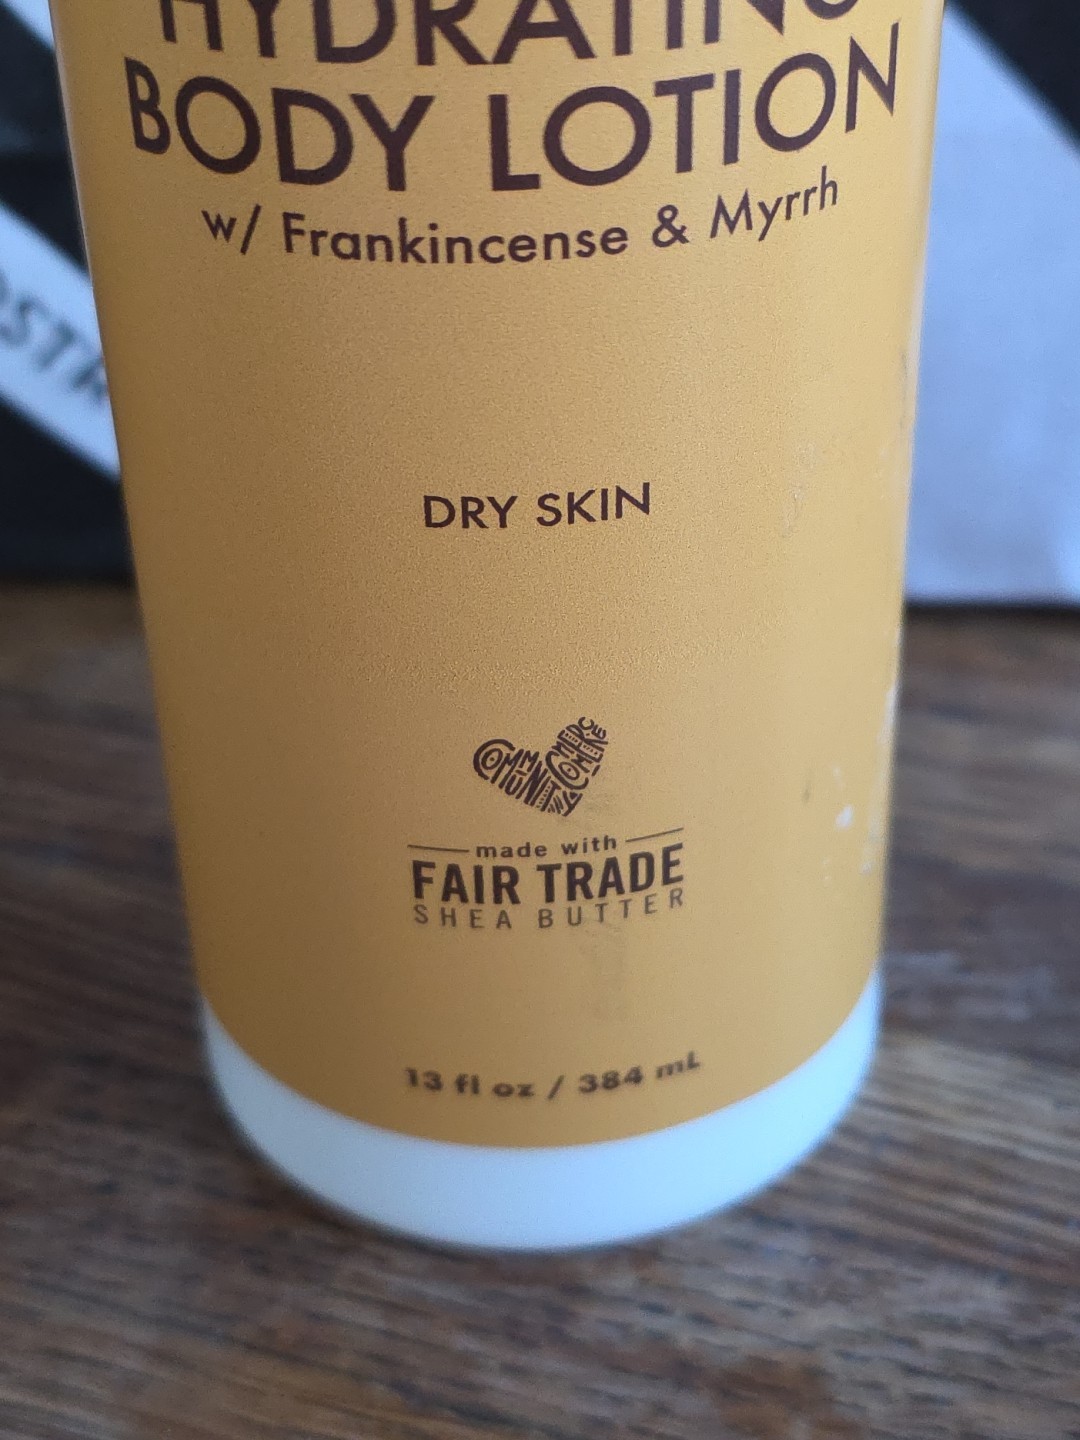 HYDRATING
BODY LOTION
w/ Frankincense & Myrrh
DRY SKIN
COMMUNITY
COMMERCE
made with
FAIR TRADE
SHEA BUTTER
13 fl oz / 384 mL